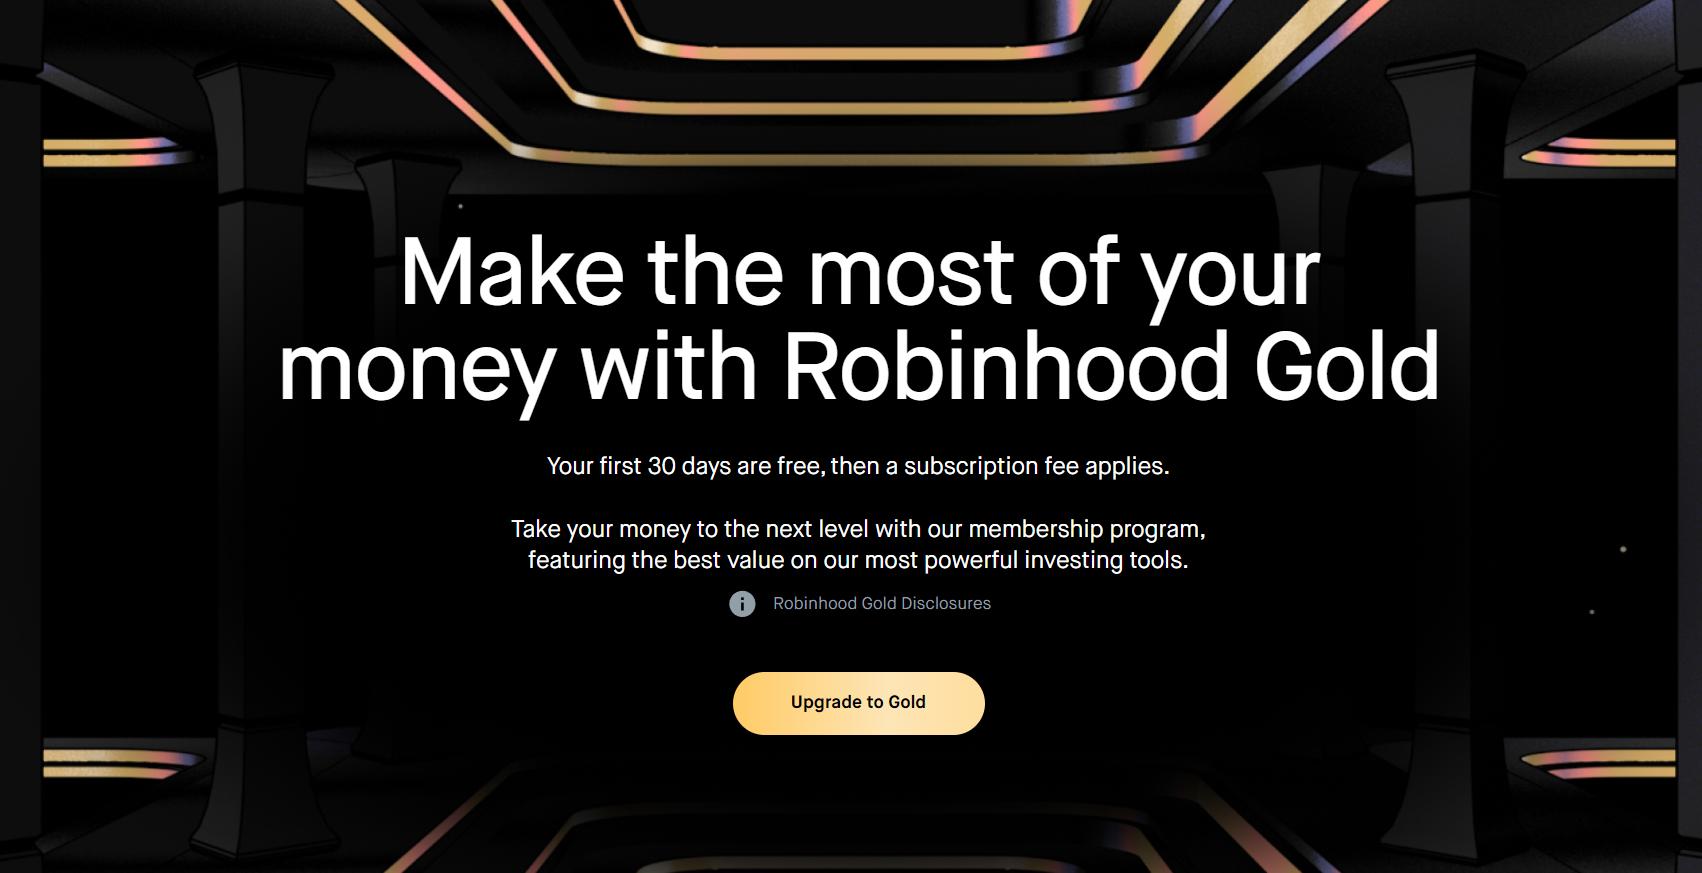 Make the most of your
money with Robinhood Gold
Your first 30 days are free, then a subscription fee applies.
Take your money to the next level with our membership program,
featuring the best value on our most powerful investing tools.
Robinhood Gold Disclosures
Upgrade to Gold